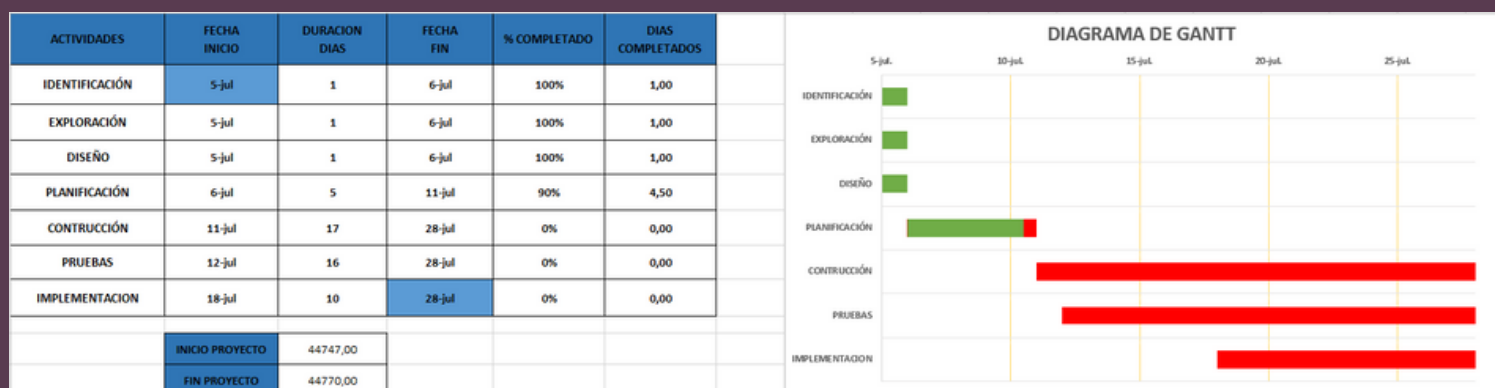 ACTIVIDADES FECHA INICIO DURACION DIAS FECHA FIN % COMPLETADO DIAS COMPLETADOS
IDENTIFICACIÓN 5-jul 1 6-jul 100% 1,00
EXPLORACIÓN 5-jul 1 6-jul 100% 1,00
DISEÑO 5-jul 1 6-jul 100% 1,00
PLANIFICACIÓN 6-jul 5 11-jul 90% 4,50
CONTRUCCIÓN 11-jul 17 28-jul 0% 0,00
PRUEBAS 12-jul 16 28-jul 0% 0,00
IMPLEMENTACION 18-jul 10 28-jul 0% 0,00
INICIO PROYECTO 44747,00
FIN PROYECTO 44770,00
DIAGRAMA DE GANTT
5-jul. 10-jul. 15-jul. 20-jul. 25-jul.
IDENTIFICACIÓN
EXPLORACIÓN
DISEÑO
PLANIFICACIÓN
CONTRUCCIÓN
PRUEBAS
IMPLEMENTACION